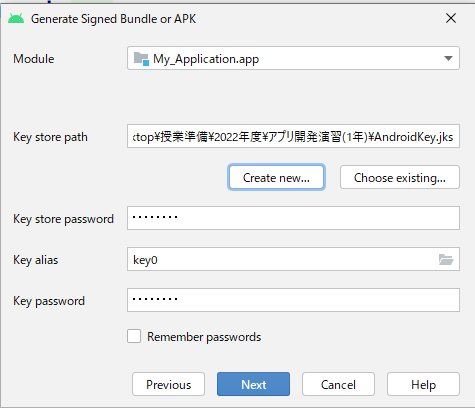 Generate Signed Bundle or APK
Module
My_Application.app
Key store path
ktop¥授業準備¥2022年度¥アプリ開発演習(1年)¥AndroidKey.jks
Create new...
Choose existing...
Key store password
••••••••
Key alias
key0
Key password
••••••••
Remember passwords
Previous
Next
Cancel
Help